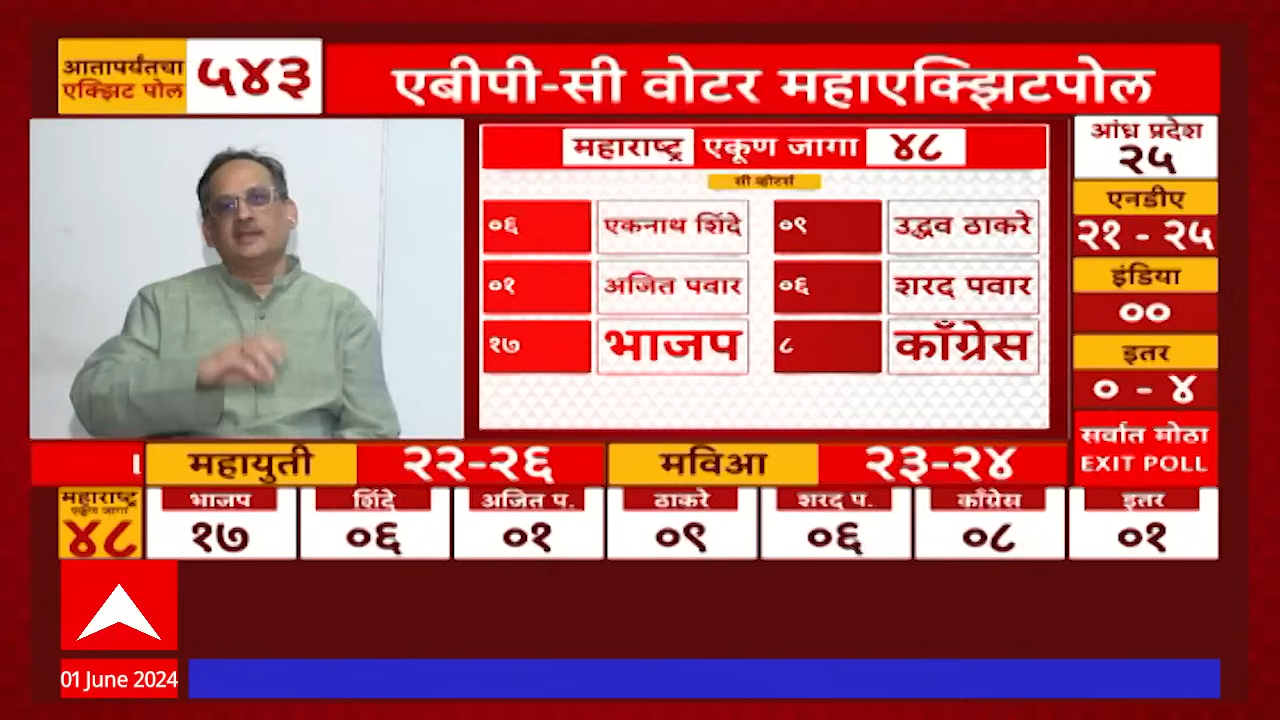 आतापर्यंतचा
एक्झिट पोल
५४३
एबीपी-सी वोटर महाएक्झिटपोल
महाराष्ट्र एकूण जागा ४८
सी व्होटर्स
०६ एकनाथ शिंदे ०९ उद्धव ठाकरे
०१ अजित पवार ०६ शरद पवार
१७ भाजप ८ काँग्रेस
आंध्र प्रदेश
२५
एनडीए
२१ - २५
इंडिया
००
इतर
० - ४
सर्वात मोठा
EXIT POLL
महायुती २२-२६ मविआ २३-२४
महाराष्ट्र
एकूण जागा
४८
भाजप शिंदे अजित प. ठाकरे शरद प. काँग्रेस इतर
१७ ०६ ०१ ०९ ०६ ०८ ०१
01 June 2024